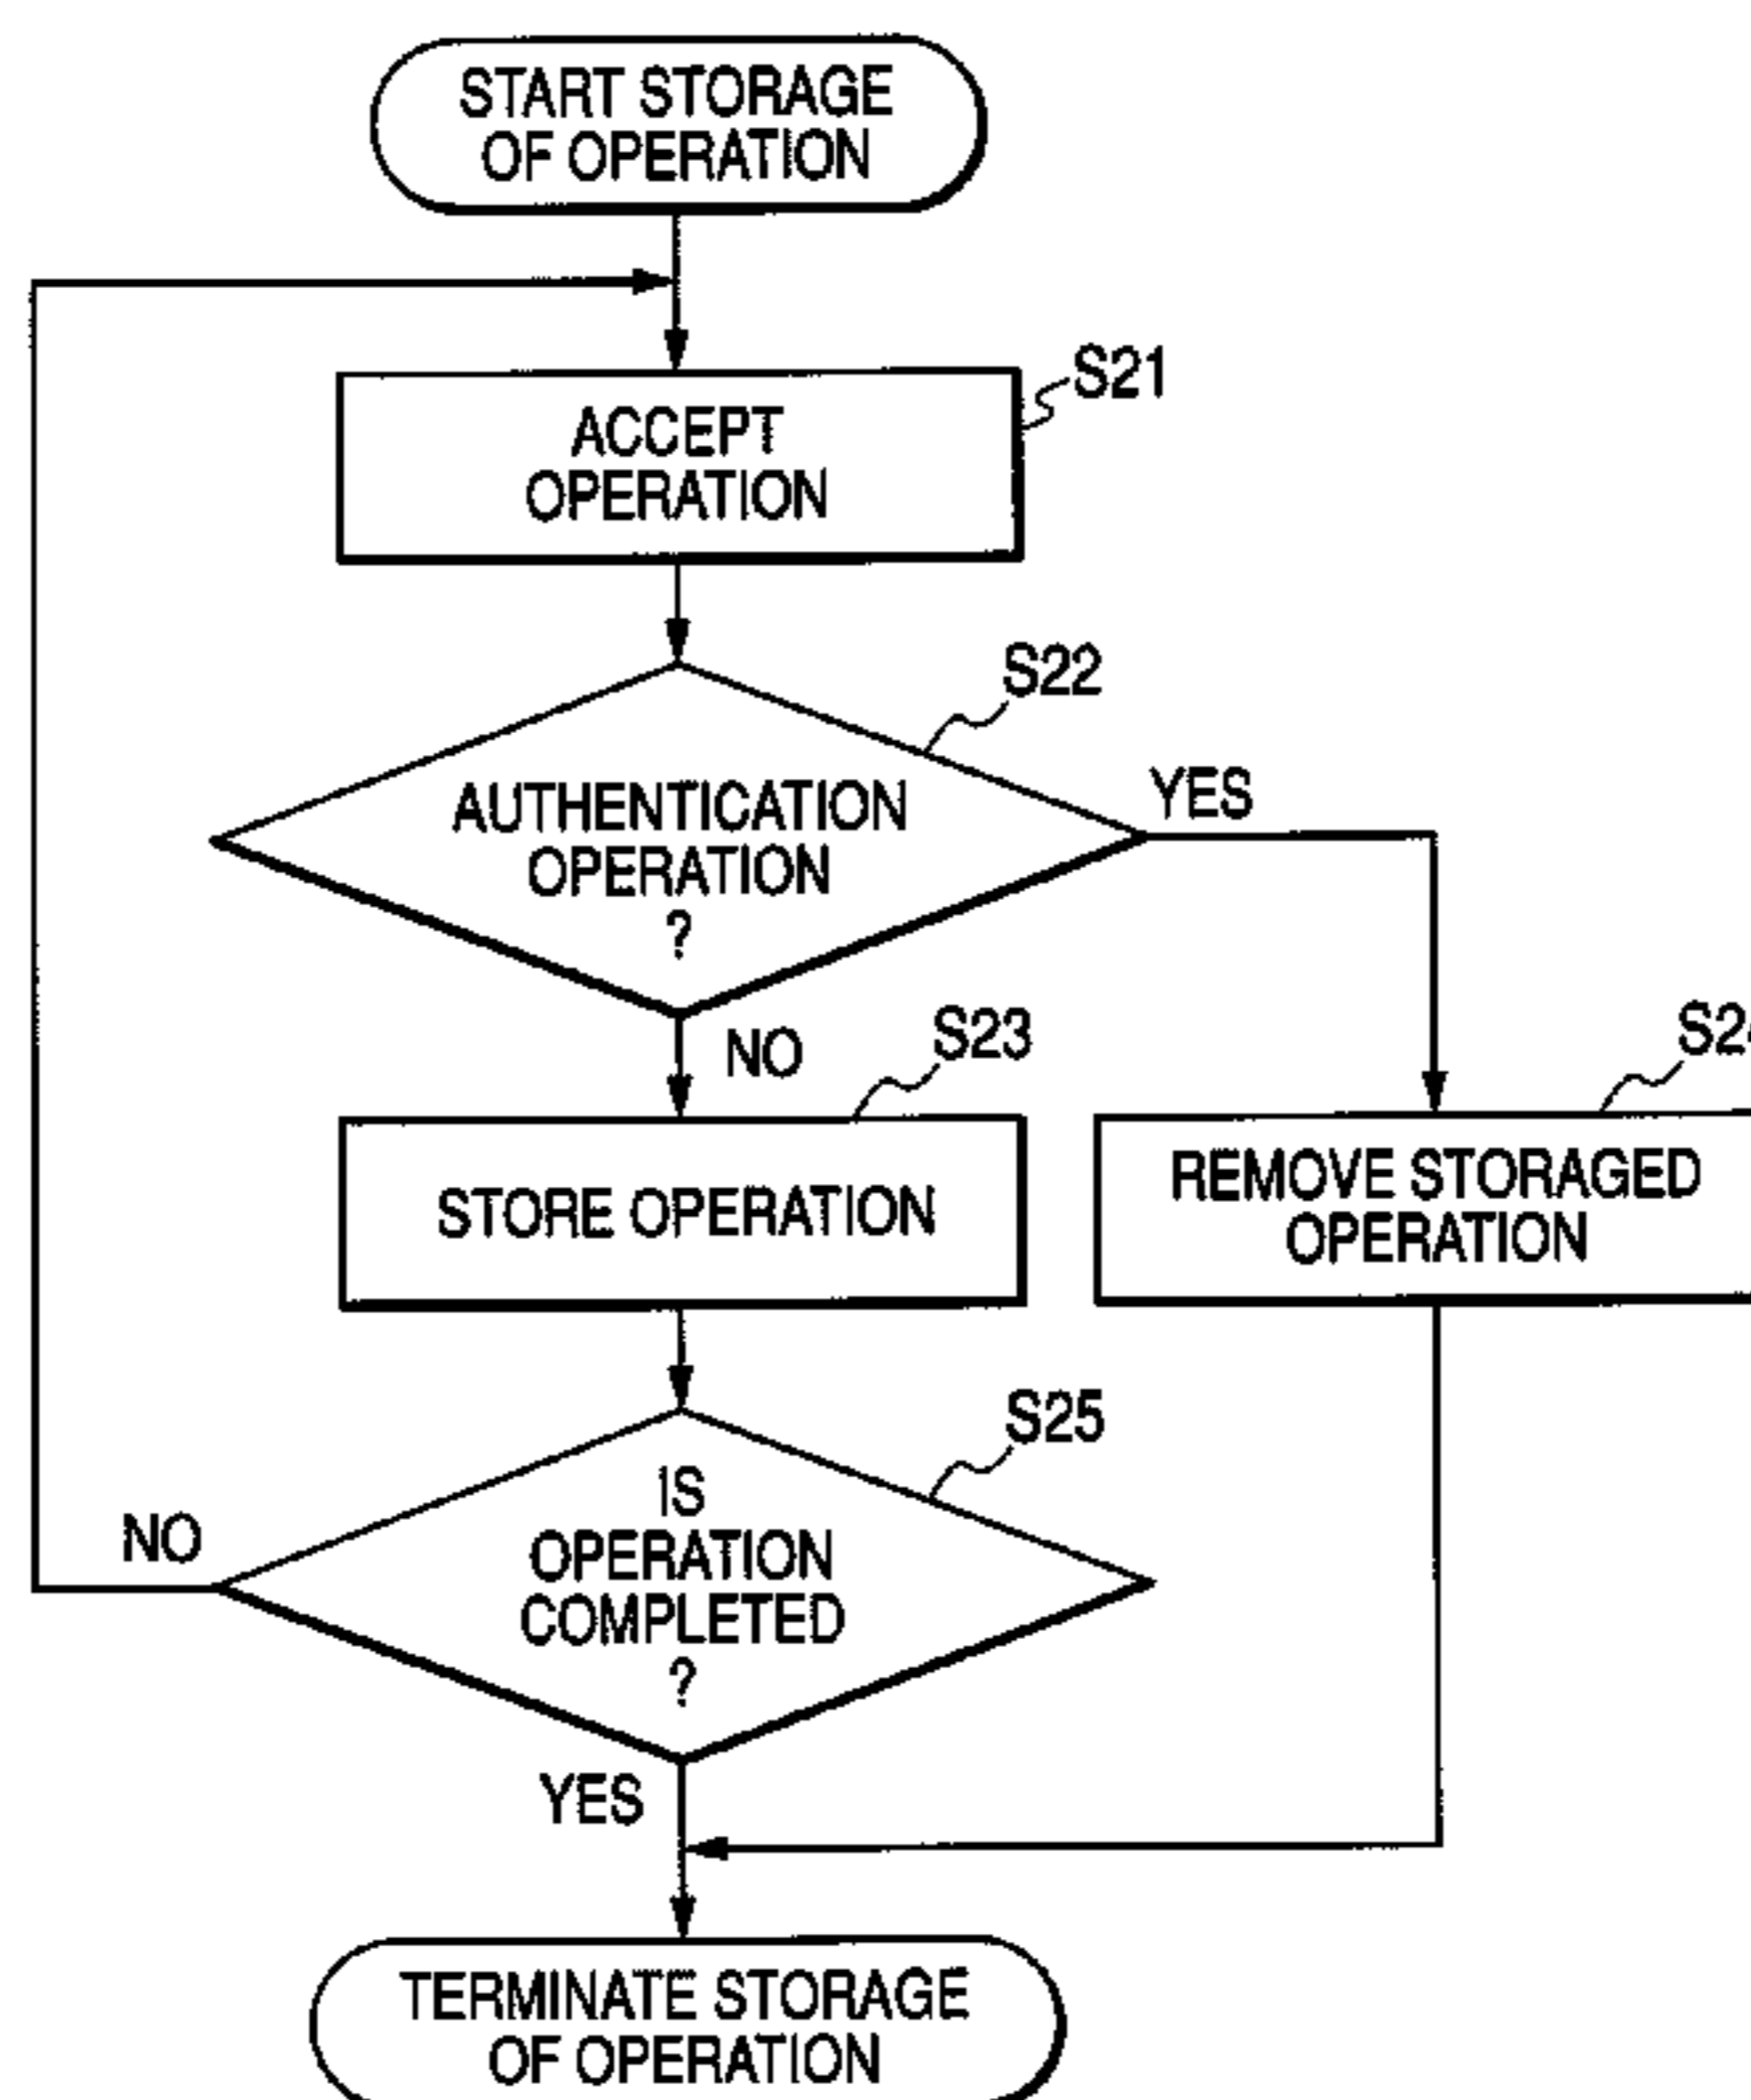 START STORAGE
OF OPERATION
S21
ACCEPT
OPERATION
S22
AUTHENTICATION
OPERATION
?
YES
NO
S23
STORE OPERATION
REMOVE STORAGED
OPERATION
S25
IS
OPERATION
COMPLETED
?
NO
YES
TERMINATE STORAGE
OF OPERATION